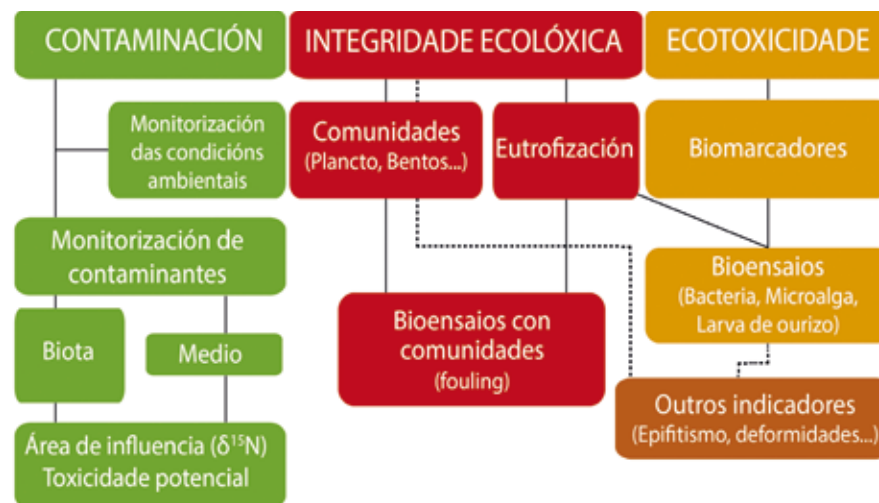 CONTAMINACIÓN
INTEGRIDADE ECOLÓXICA
ECOTOXICIDADE
Monitorización
das condicións
ambientais
Comunidades
(Plancto, Bentos...)
Eutrofización
Biomarcadores
Monitorización de
contaminantes
Bioensaios
(Bacteria, Microalga,
Larva de ourizo)
Biota
Medio
Bioensaios con
comunidades
(fouling)
Outros indicadores
(Epifitismo, deformidades...)
Área de influencia (δ¹⁵N)
Toxicidade potencial